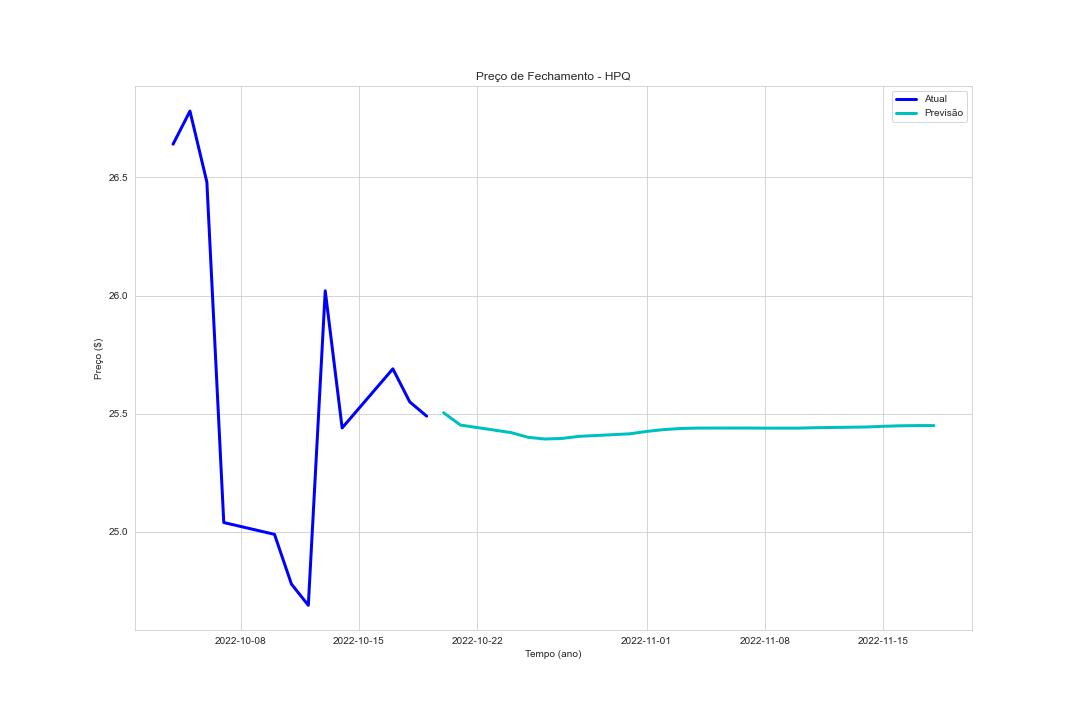 Preço de Fechamento - HPQ
Atual
Previsão
26.5
26.0
25.5
25.0
Preço ($)
2022-10-08
2022-10-15
2022-10-22
2022-11-01
2022-11-08
2022-11-15
Tempo (ano)